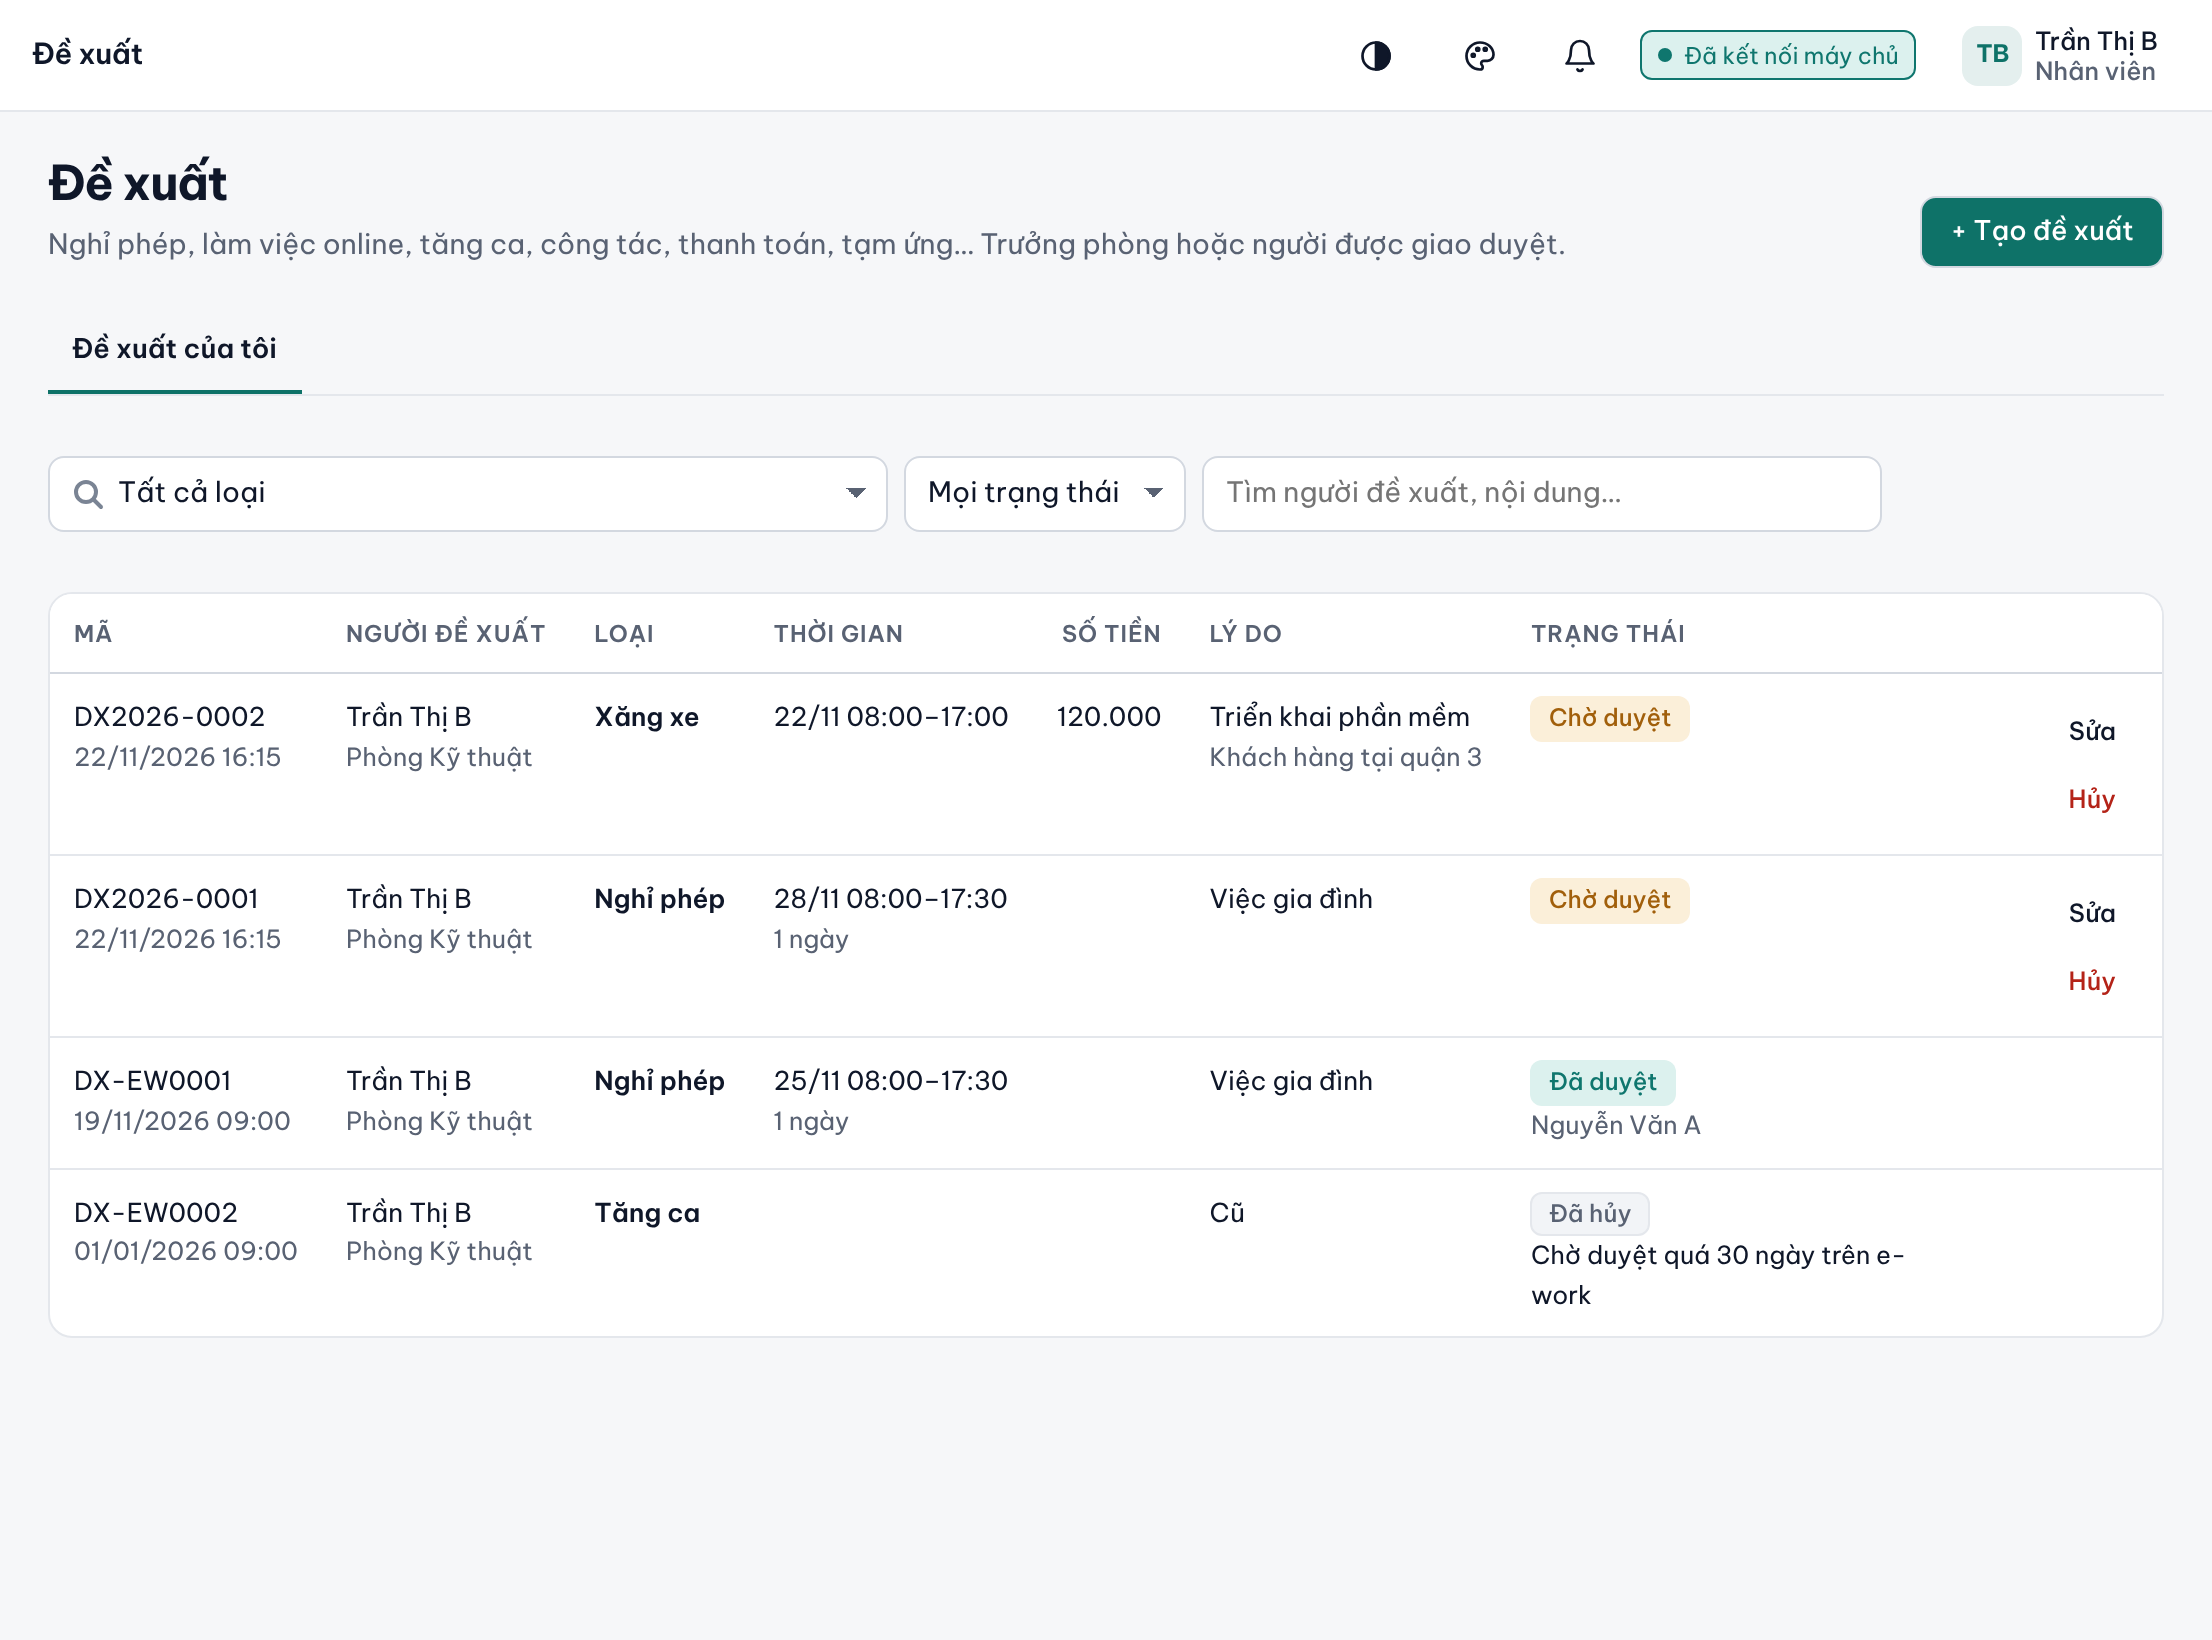 Đề xuất
Đã kết nối máy chủ
TB
Trần Thị B
Nhân viên
Đề xuất
Nghỉ phép, làm việc online, tăng ca, công tác, thanh toán, tạm ứng... Trưởng phòng hoặc người được giao duyệt.
+ Tạo đề xuất
Đề xuất của tôi
Tất cả loại
Mọi trạng thái
Tìm người đề xuất, nội dung...
MÃ NGƯỜI ĐỀ XUẤT LOẠI THỜI GIAN SỐ TIỀN LÝ DO TRẠNG THÁI
DX2026-0002 Trần Thị B Xăng xe 22/11 08:00–17:00 120.000 Triển khai phần mềm Chờ duyệt
Sửa
22/11/2026 16:15 Phòng Kỹ thuật Khách hàng tại quận 3
Hủy
DX2026-0001 Trần Thị B Nghỉ phép 28/11 08:00–17:30 Việc gia đình Chờ duyệt
Sửa
22/11/2026 16:15 Phòng Kỹ thuật 1 ngày
Hủy
DX-EW0001 Trần Thị B Nghỉ phép 25/11 08:00–17:30 Việc gia đình Đã duyệt
19/11/2026 09:00 Phòng Kỹ thuật 1 ngày Nguyễn Văn A
DX-EW0002 Trần Thị B Tăng ca Cũ Đã hủy
01/01/2026 09:00 Phòng Kỹ thuật Chờ duyệt quá 30 ngày trên e-
work